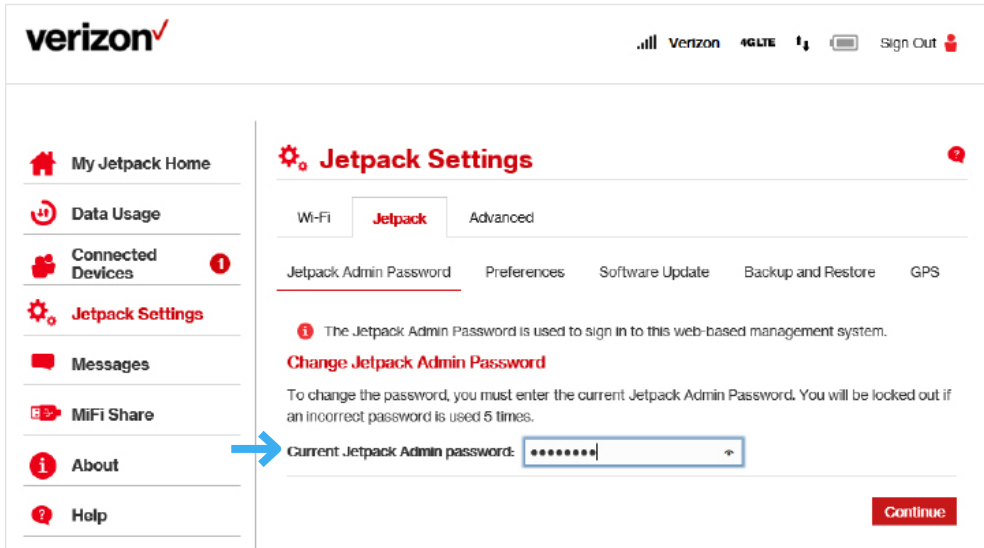 verizon
Verizon 4G LTE Sign Out
My Jetpack Home
Data Usage
Connected
Devices
1
Jetpack Settings
Messages
MiFi Share
About
Help
Jetpack Settings
Wi-Fi Jetpack Advanced
Jetpack Admin Password Preferences Software Update Backup and Restore GPS
The Jetpack Admin Password is used to sign in to this web-based management system.
Change Jetpack Admin Password
To change the password, you must enter the current Jetpack Admin Password. You will be locked out if
an incorrect password is used 5 times.
Current Jetpack Admin password: ••••••••
Continue